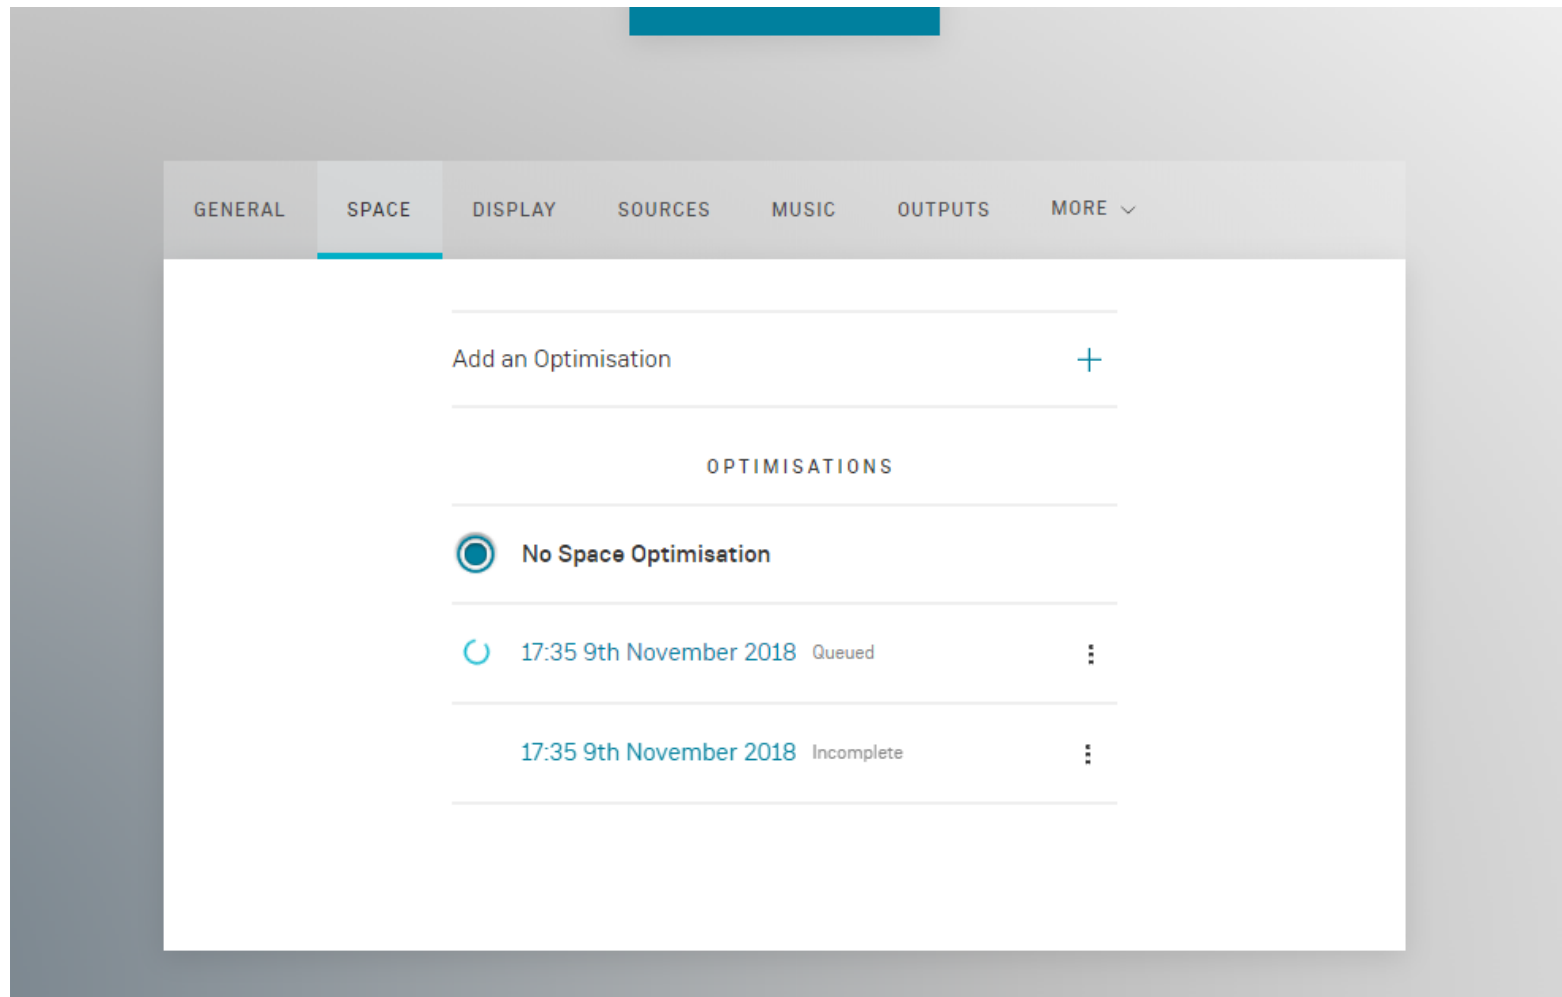 GENERAL SPACE DISPLAY SOURCES MUSIC OUTPUTS MORE
Add an Optimisation
OPTIMISATIONS
No Space Optimisation
17:35 9th November 2018 Queued
17:35 9th November 2018 Incomplete